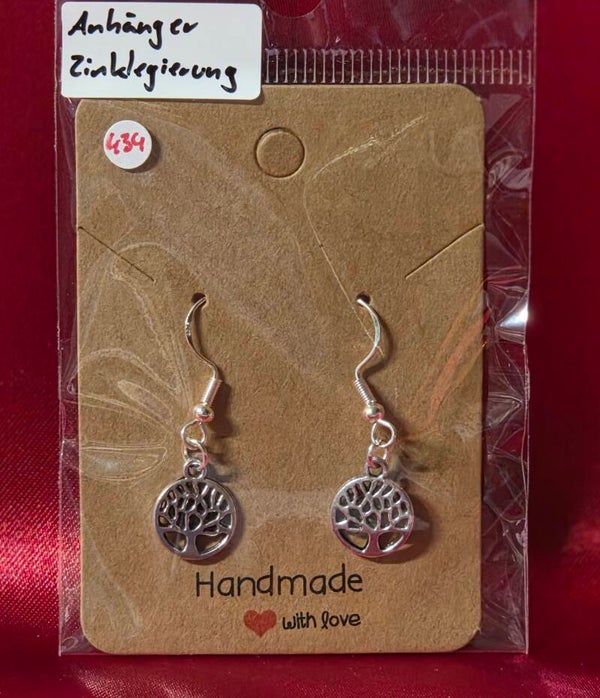 Anhänger
Zinklegierung
434
Handmade
with love